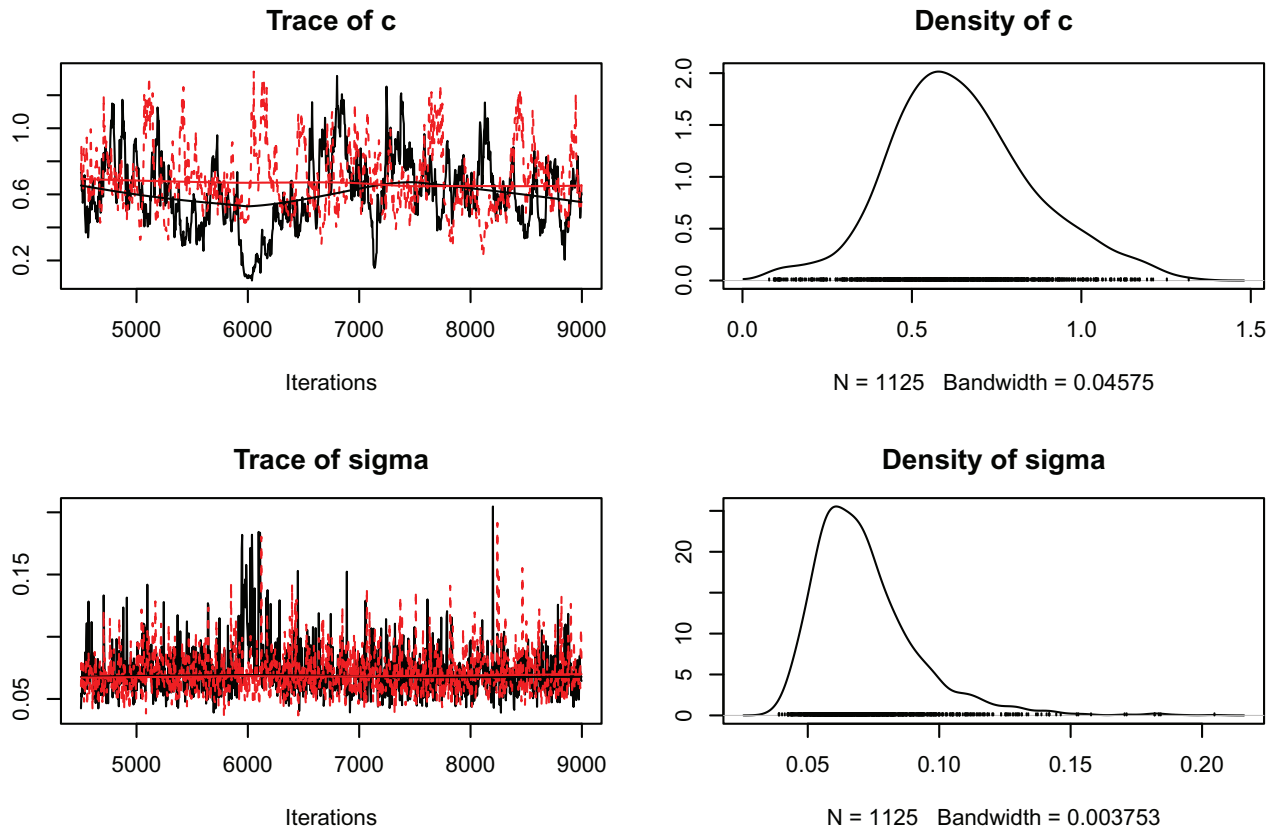 Trace of c
1.0
0.6
0.2
5000 6000 7000 8000 9000
Iterations
Density of c
2.0
1.5
1.0
0.5
0.0
0.0 0.5 1.0 1.5
N = 1125 Bandwidth = 0.04575
Trace of sigma
0.15
0.05
5000 6000 7000 8000 9000
Iterations
Density of sigma
20
10
5
0
0.05 0.10 0.15 0.20
N = 1125 Bandwidth = 0.003753